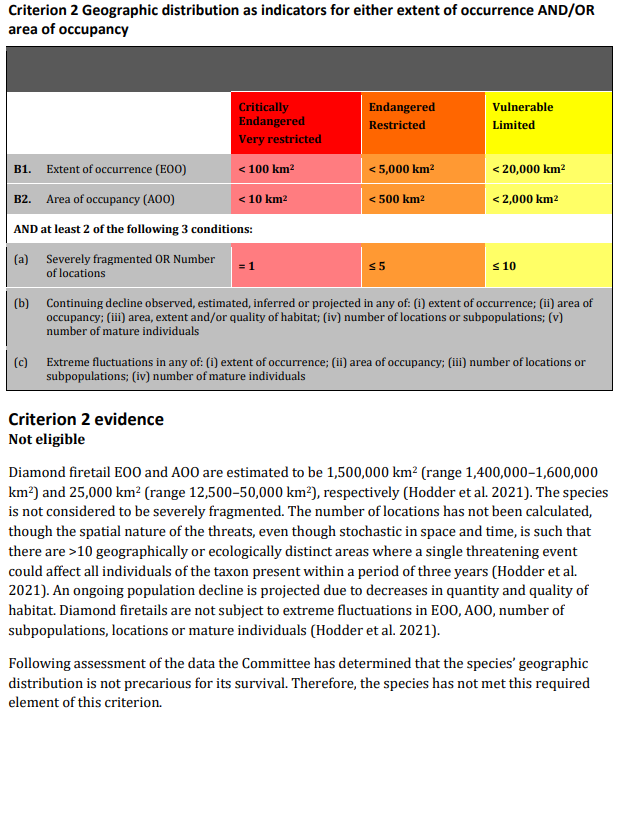 Criterion 2 Geographic distribution as indicators for either extent of occurrence AND/OR
area of occupancy
Critically
Endangered
Very restricted
Endangered
Restricted
Vulnerable
Limited
B1. Extent of occurrence (EOO) < 100 km² < 5,000 km² < 20,000 km²
B2. Area of occupancy (AOO) < 10 km² < 500 km² < 2,000 km²
AND at least 2 of the following 3 conditions:
(a) Severely fragmented OR Number
of locations = 1 ≤ 5 ≤ 10
(b) Continuing decline observed, estimated, inferred or projected in any of: (i) extent of occurrence; (ii) area of
occupancy; (iii) area, extent and/or quality of habitat; (iv) number of locations or subpopulations; (v)
number of mature individuals
(c) Extreme fluctuations in any of: (i) extent of occurrence; (ii) area of occupancy; (iii) number of locations or
subpopulations; (iv) number of mature individuals
Criterion 2 evidence
Not eligible
Diamond firetail EOO and AOO are estimated to be 1,500,000 km² (range 1,400,000–1,600,000
km²) and 25,000 km² (range 12,500–50,000 km²), respectively (Hodder et al. 2021). The species
is not considered to be severely fragmented. The number of locations has not been calculated,
though the spatial nature of the threats, even though stochastic in space and time, is such that
there are >10 geographically or ecologically distinct areas where a single threatening event
could affect all individuals of the taxon present within a period of three years (Hodder et al.
2021). An ongoing population decline is projected due to decreases in quantity and quality of
habitat. Diamond firetails are not subject to extreme fluctuations in EOO, AOO, number of
subpopulations, locations or mature individuals (Hodder et al. 2021).
Following assessment of the data the Committee has determined that the species’ geographic
distribution is not precarious for its survival. Therefore, the species has not met this required
element of this criterion.